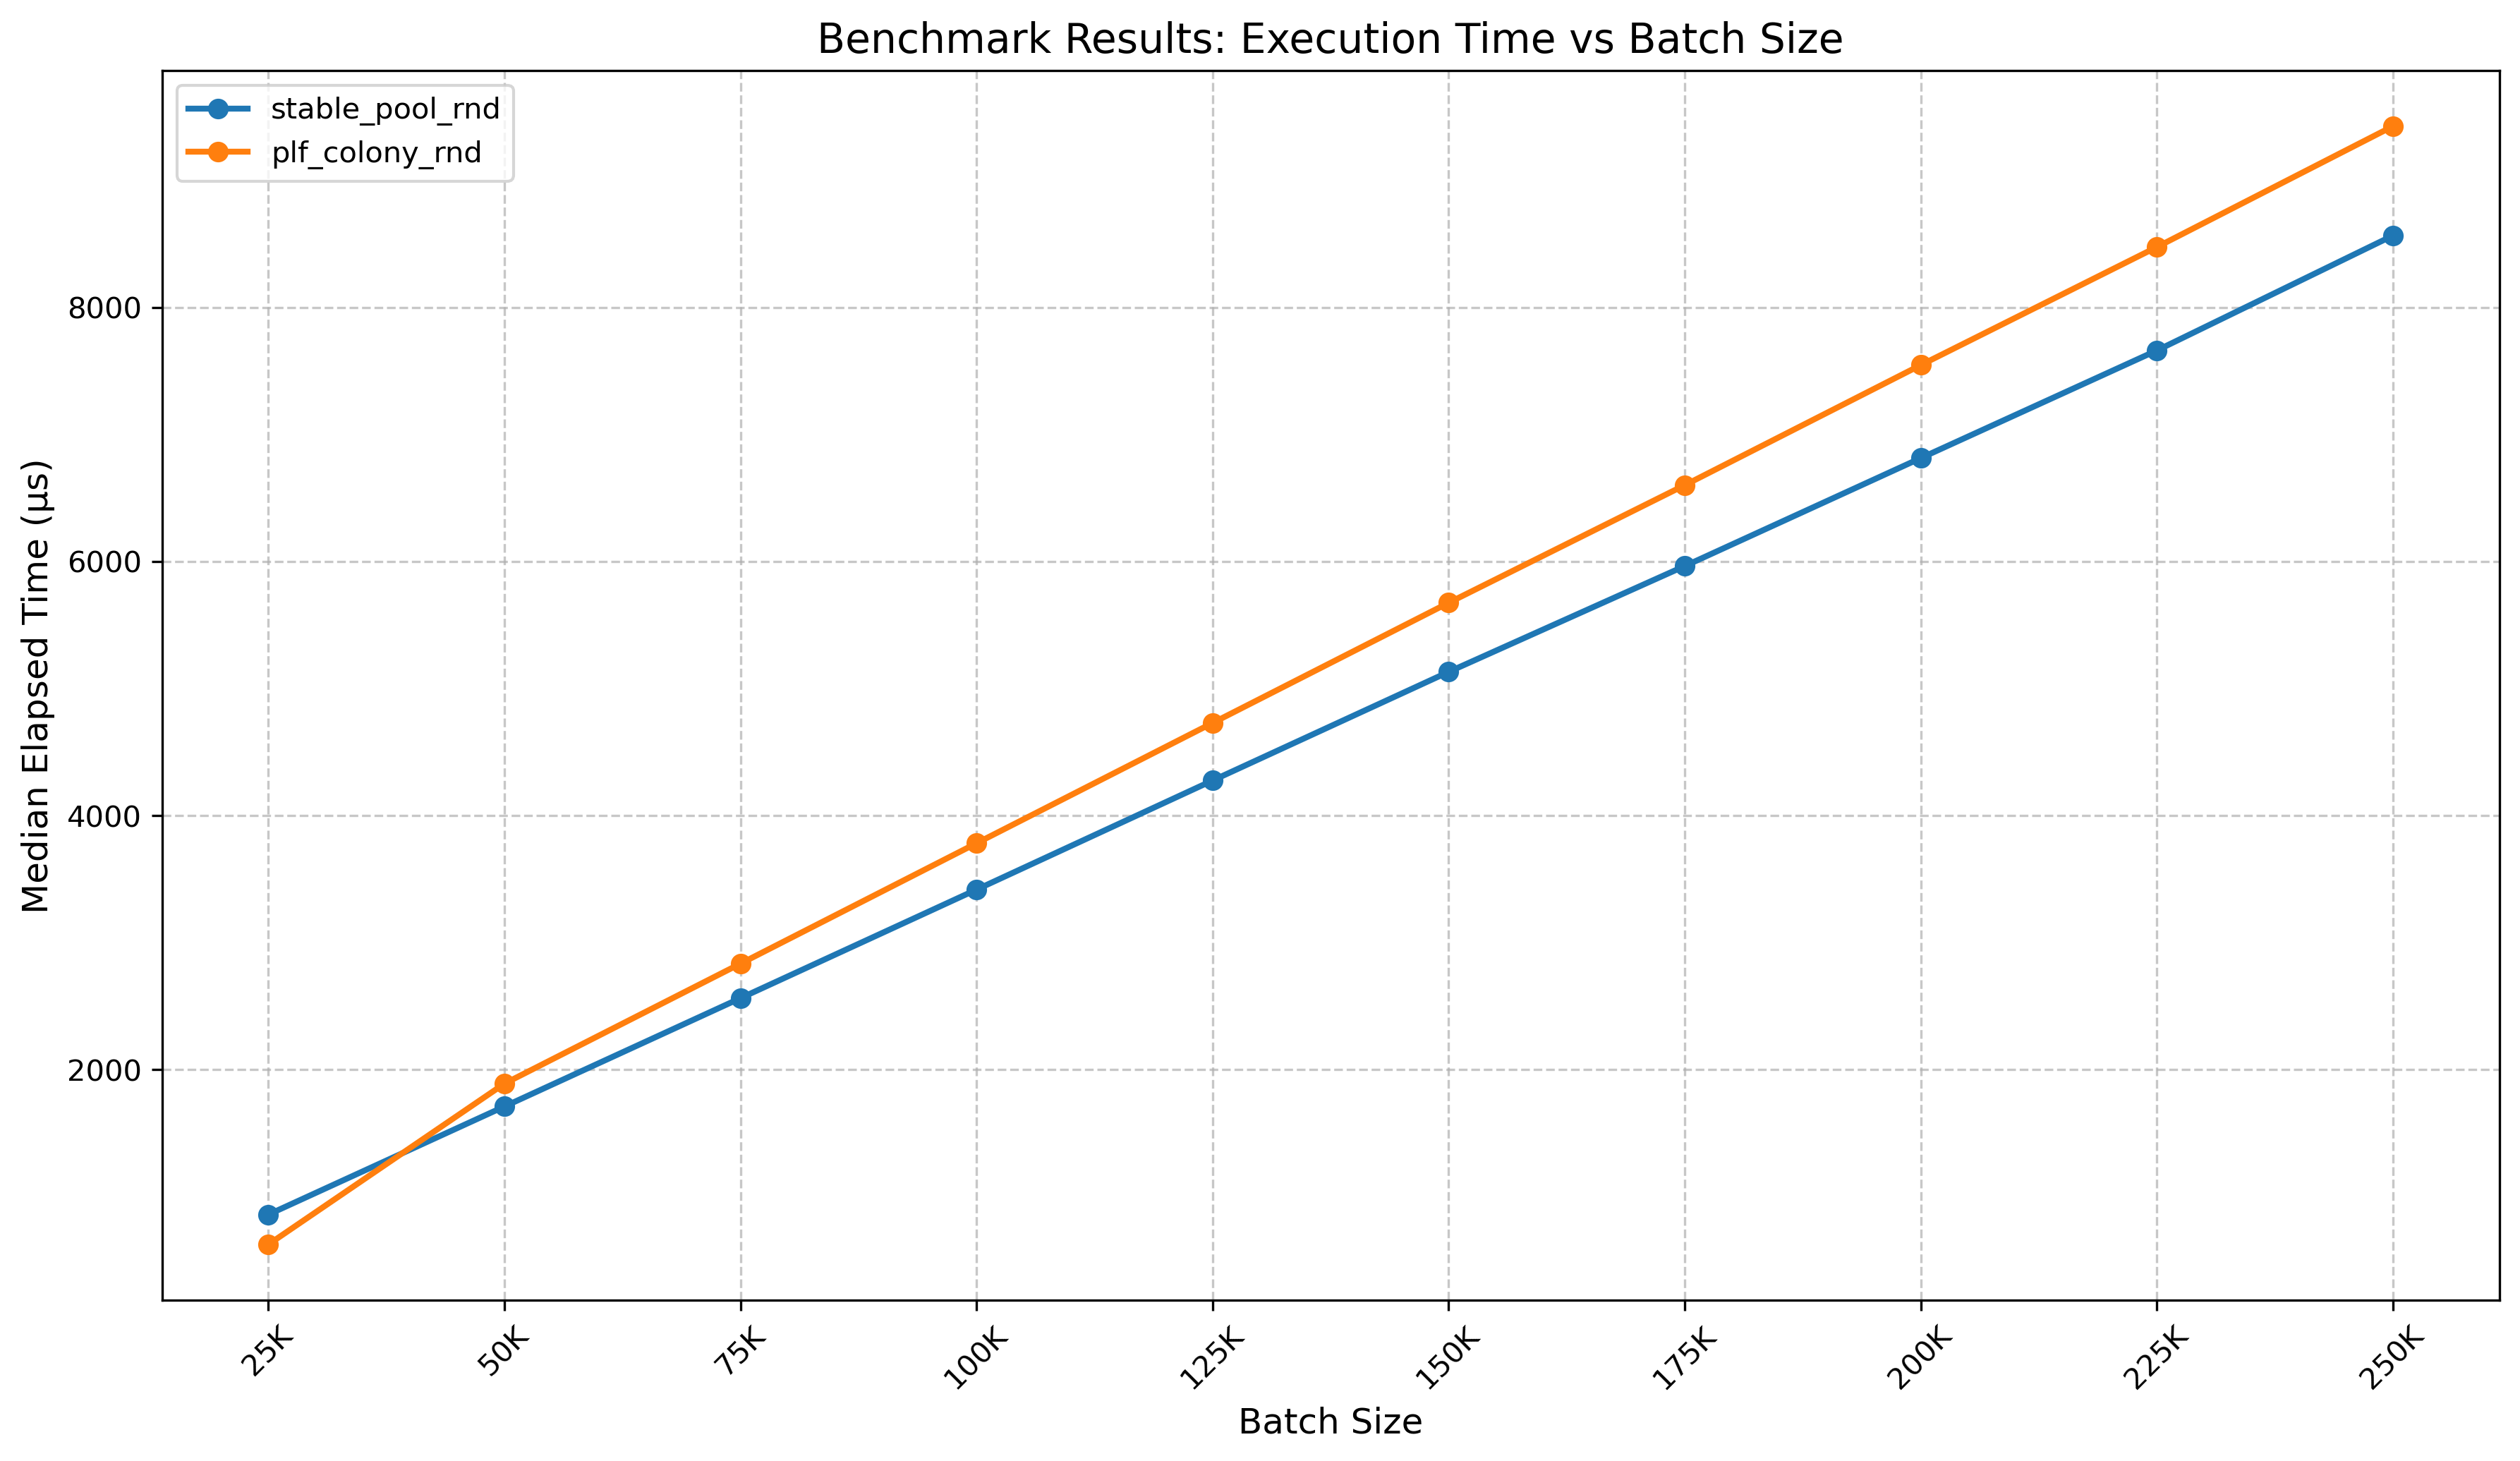 Benchmark Results: Execution Time vs Batch Size
stable_pool_rnd
plf_colony_rnd
Median Elapsed Time (µs)
8000
6000
4000
2000
25K
50K
75K
100K
125K
150K
175K
200K
225K
250K
Batch Size